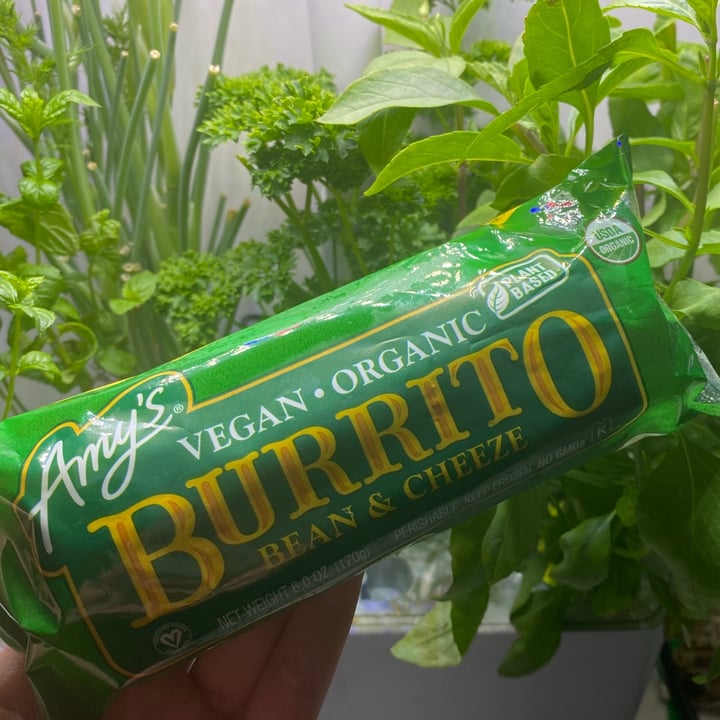 Amy's®
VEGAN • ORGANIC
PLANT
BASED
USDA
ORGANIC
BURRITO
BEAN & CHEEZE
NET WEIGHT 6.0 OZ. (170g) PERISHABLE KEEP FROZEN NO GMOs K